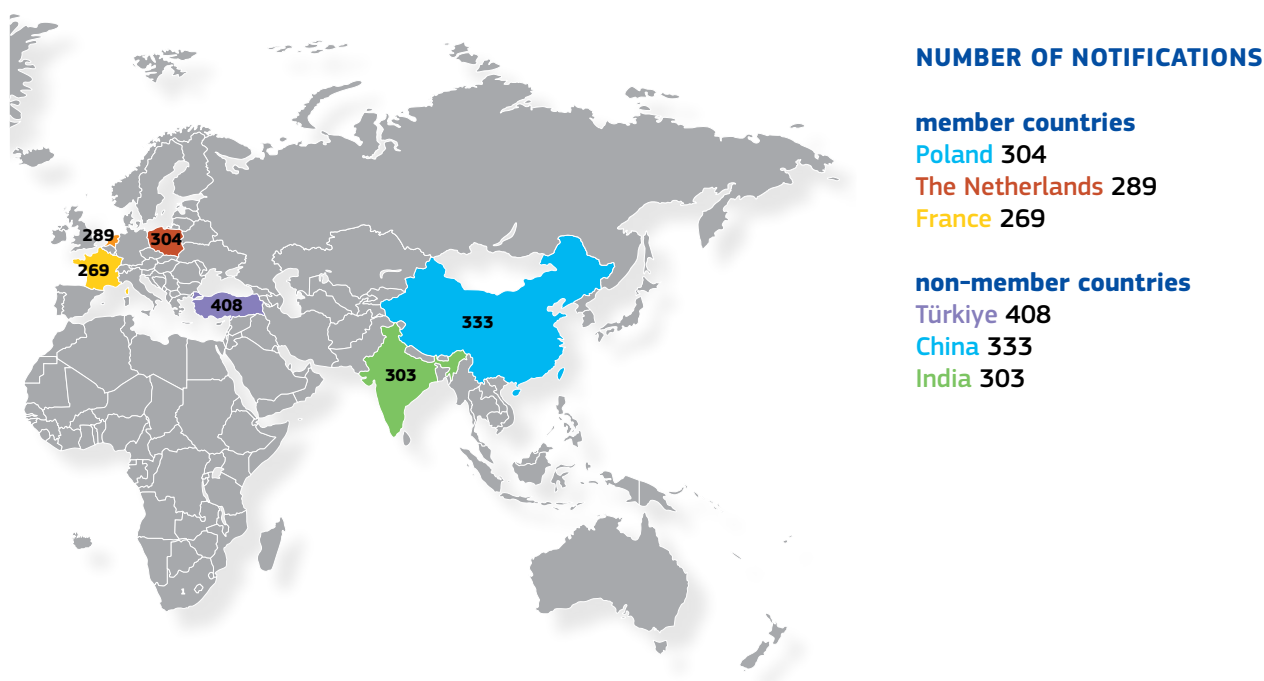 NUMBER OF NOTIFICATIONS
member countries
Poland 304
The Netherlands 289
France 269
non-member countries
Türkiye 408
China 333
India 303
289
304
269
408
333
303
1